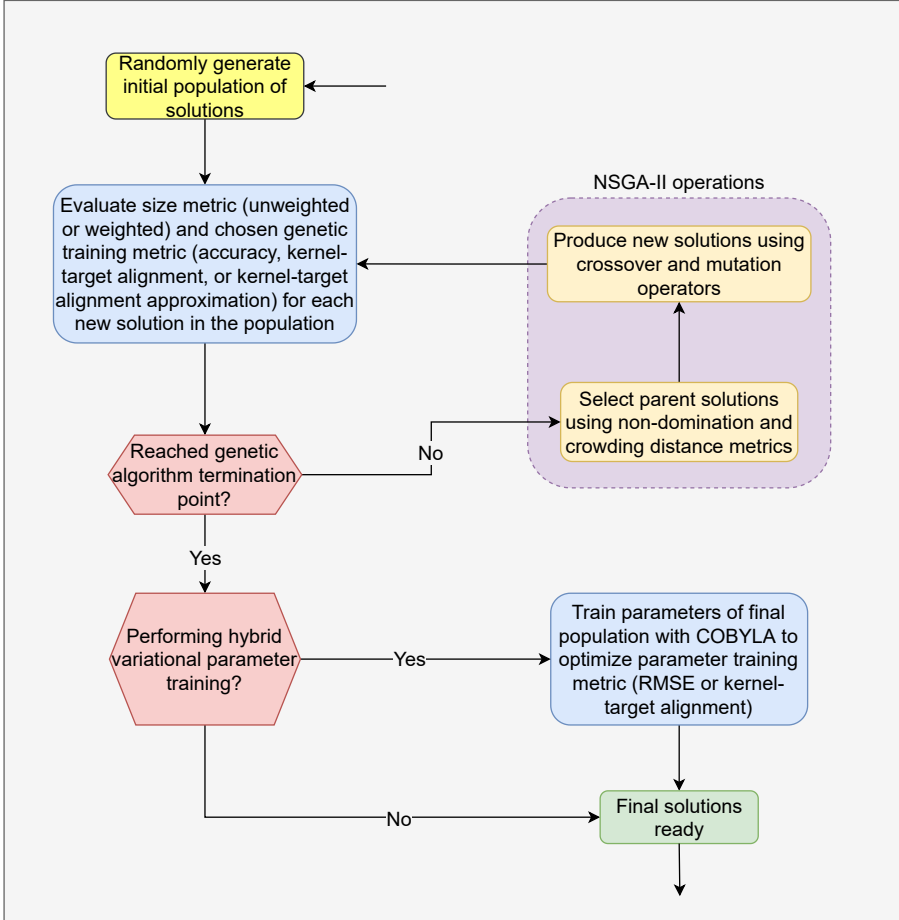 Randomly generate
initial population of
solutions
Evaluate size metric (unweighted
or weighted) and chosen genetic
training metric (accuracy, kernel-
target alignment, or kernel-target
alignment approximation) for each
new solution in the population
NSGA-II operations
Produce new solutions using
crossover and mutation
operators
Select parent solutions
using non-domination and
crowding distance metrics
No
Reached genetic
algorithm termination
point?
Yes
Performing hybrid
variational parameter
training?
Yes
Train parameters of final
population with COBYLA to
optimize parameter training
metric (RMSE or kernel-
target alignment)
No
Final solutions
ready